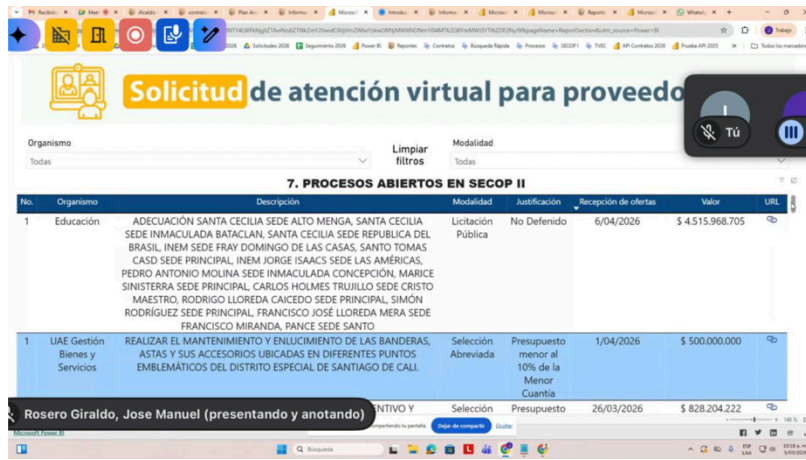 Solicitud de atención virtual para proveedo
Tú
Organismo
Todas
Limpiar
filtros
Modalidad
Todas
7. PROCESOS ABIERTOS EN SECOP II
No. Organismo Descripción Modalidad Justificación Recepción de ofertas Valor URL
1 Educación ADECUACIÓN SANTA CECILIA SEDE ALTO MENGA, SANTA CECILIA Licitación No Definido 6/04/2026 $ 4.515.968.705
SEDE INMACULADA BATACLAN, SANTA CECILIA SEDE REPUBLICA DEL Pública
BRASIL, INEM SEDE FRAY DOMINGO DE LAS CASAS, SANTO TOMAS
CASD SEDE PRINCIPAL, INEM JORGE ISAACS SEDE LAS AMÉRICAS,
PEDRO ANTONIO MOLINA SEDE INMACULADA CONCEPCIÓN, MARICE
SINISTERRA SEDE PRINCIPAL, CARLOS HOLMES TRUJILLO SEDE CRISTO
MAESTRO, RODRIGO LLOREDA CAICEDO SEDE PRINCIPAL, SIMÓN
RODRÍGUEZ SEDE PRINCIPAL, FRANCISCO JOSÉ LLOREDA MERA SEDE
FRANCISCO MIRANDA, PANCE SEDE SANTO
1 UAE Gestión REALIZAR EL MANTENIMIENTO Y ENLUCIMIENTO DE LAS BANDERAS, Selección Presupuesto 1/04/2026 $ 500.000.000
Bienes y ASTAS Y SUS ACCESORIOS UBICADAS EN DIFERENTES PUNTOS Abreviada menor al
Servicios EMBLEMÁTICOS DEL DISTRITO ESPECIAL DE SANTIAGO DE CALI. 10% de la
Menor
Cuantía
ENTIVO Y Selección Presupuesto 26/03/2026 $ 828.204.222
Rosero Giraldo, Jose Manuel (presentando y anotando)
compartiendo tu pantalla. Dejar de compartir Ocultar
Microsoft Power BI
Búsqueda
ESP
LAA